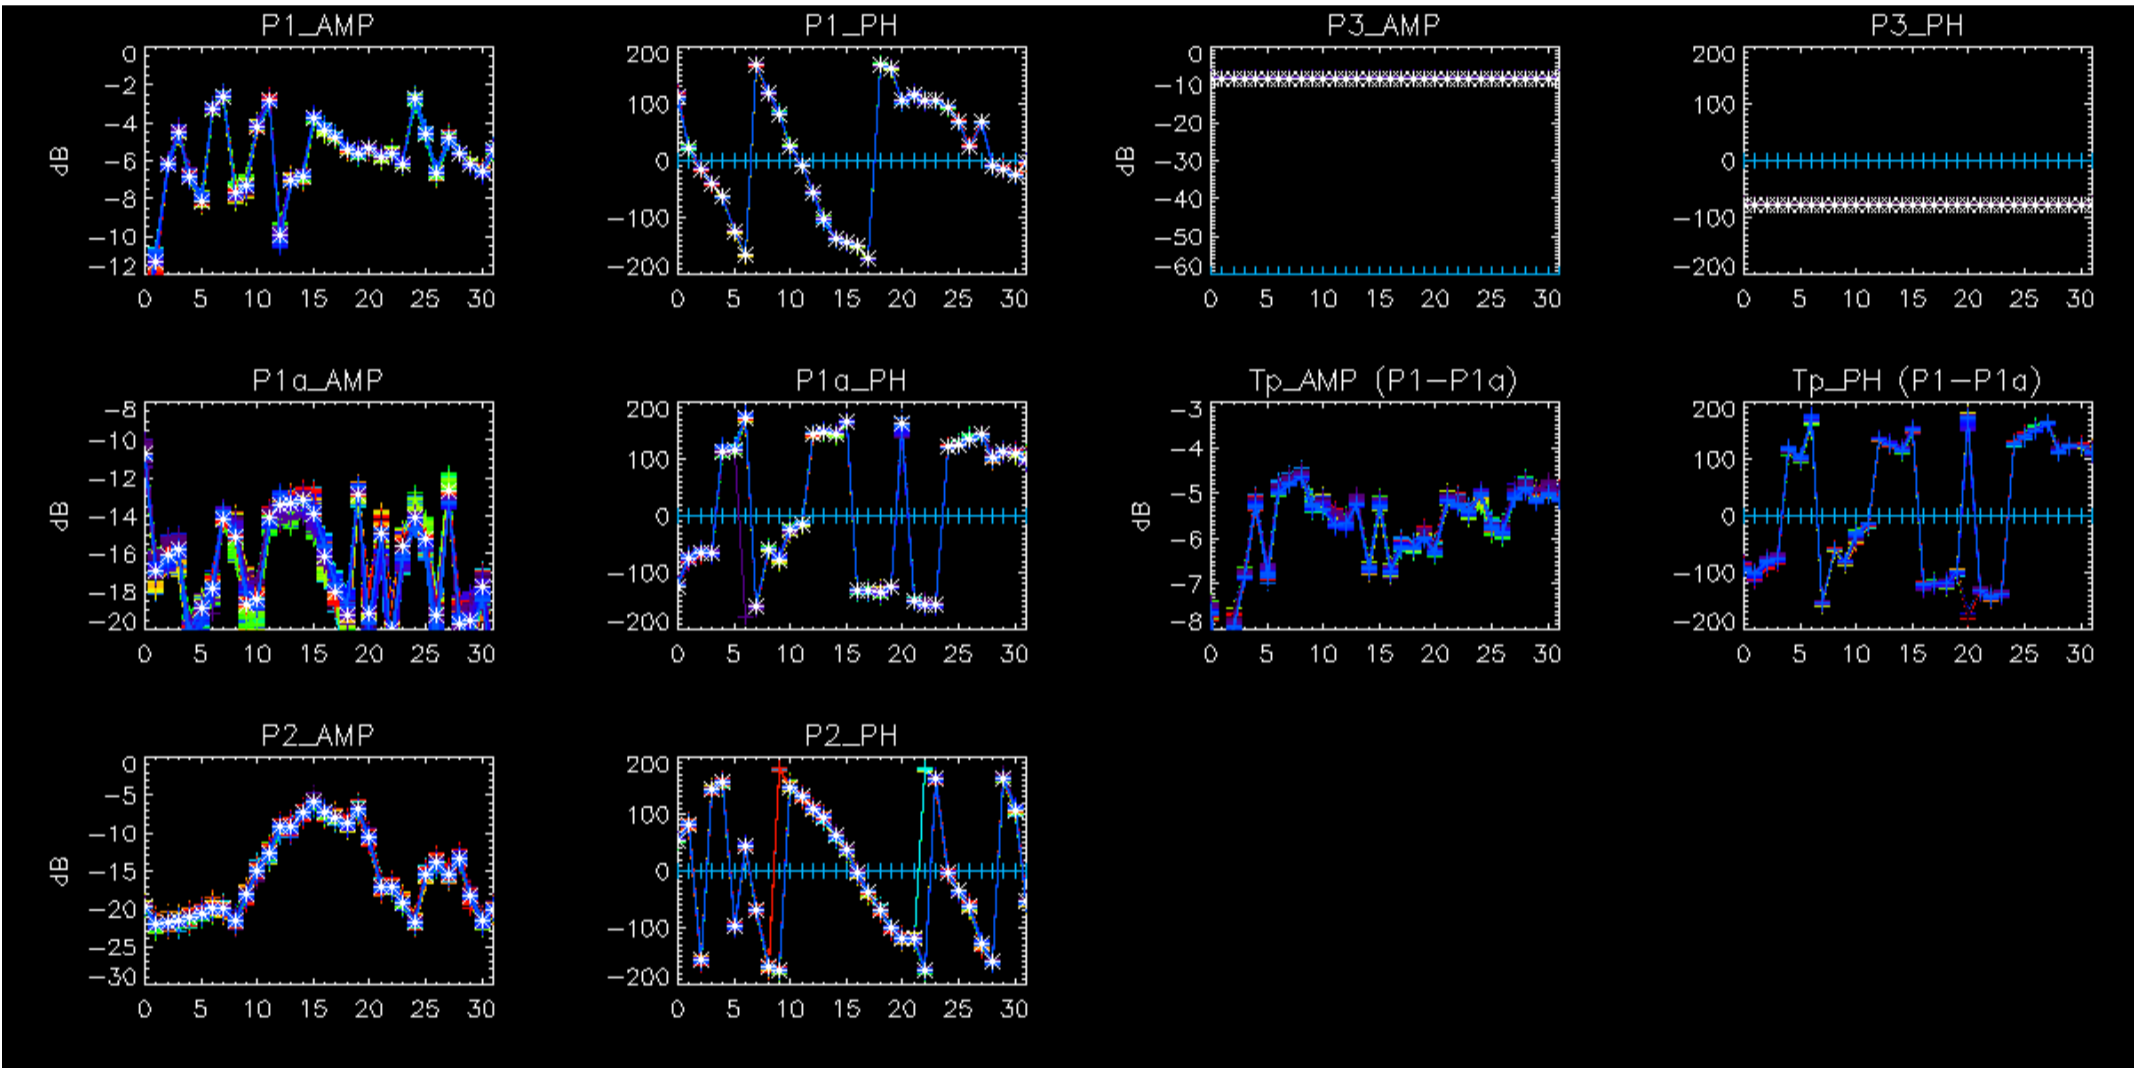 P1_AMP P1_PH P3_AMP P3_PH
0 200 0 200
−2 −10
100 100
−4 −20
dB −6 0 dB −30 0
−8 −40
−100 −100
−10 −50
−12 −200 −60 −200
0 5 10 15 20 25 30 0 5 10 15 20 25 30 0 5 10 15 20 25 30 0 5 10 15 20 25 30
P1a_AMP P1a_PH Tp_AMP (P1−P1a) Tp_PH (P1−P1a)
−8 200 −3 200
−10 −4
100 100
−12
dB −14 0 dB −5 0
−16 −6
−100 −100
−18 −7
−20 −200 −8 −200
0 5 10 15 20 25 30 0 5 10 15 20 25 30 0 5 10 15 20 25 30 0 5 10 15 20 25 30
P2_AMP P2_PH
0 200
−5
100
−10
dB −15 0
−20
−100
−25
−30 −200
0 5 10 15 20 25 30 0 5 10 15 20 25 30